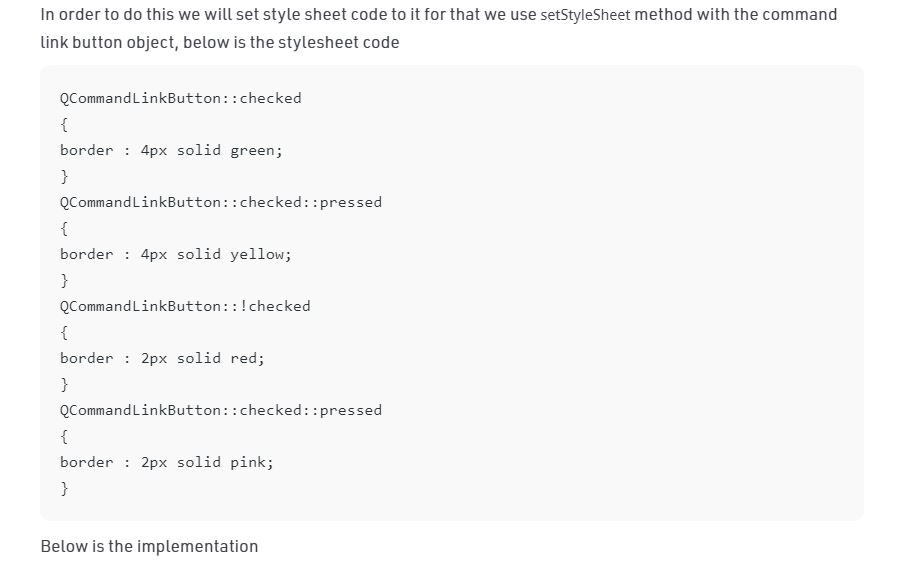 In order to do this we will set style sheet code to it for that we use setStyleSheet method with the command
link button object, below is the stylesheet code
QCommandLinkButton::checked
{
border : 4px solid green;
}
QCommandLinkButton::checked::pressed
{
border : 4px solid yellow;
}
QCommandLinkButton::!checked
{
border : 2px solid red;
}
QCommandLinkButton::checked::pressed
{
border : 2px solid pink;
}
Below is the implementation